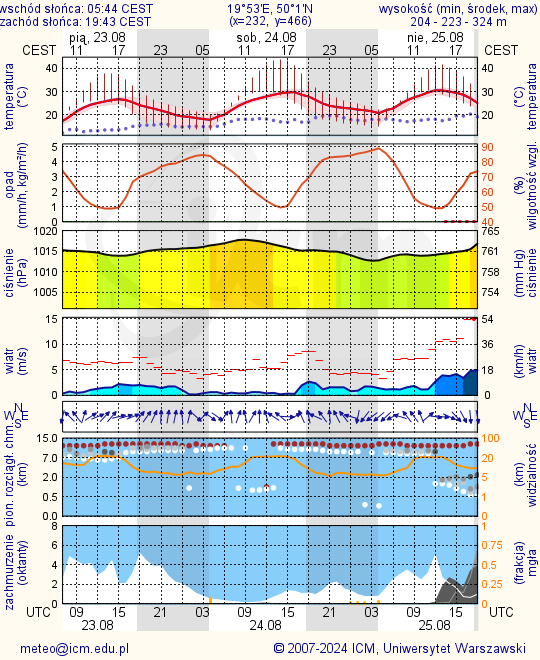 wschód słońca: 05:44 CEST 19°53'E, 50°1'N wysokość (min, środek, max)
zachód słońca: 19:43 CEST (x=232, y=466) 204 - 223 - 324 m
pią, 23.08 sob, 24.08 nie, 25.08
CEST 11 17 23 05 11 17 23 05 11 17 CEST
temperatura (°C)
40 30 20
40 30 20
(°C) temperatura
opad (mm/h, kg/m²/h)
5 4 3 2 1 0
90 80 70 60 50 40
(%) wilgotność wzgl.
ciśnienie (hPa)
1020 1015 1010 1005
765 761 758 754
(mm Hg) ciśnienie
wiatr (m/s)
15 10 5 0
54 36 18 0
(km/h) wiatr
N W E S
N W E S
pion. rozciągł. chm. (km)
15.0 7.0 2.0 0.5 0.0
100 20 5 1 0
(km) widzialność
zachmurzenie (oktanty)
8 6 4 2 0
1 0.75 0.5 0.25 0
(frakcja) mgła
UTC 09 15 21 03 09 15 21 03 09 15 UTC
23.08 24.08 25.08
meteo@icm.edu.pl © 2007-2024 ICM, Uniwersytet Warszawski